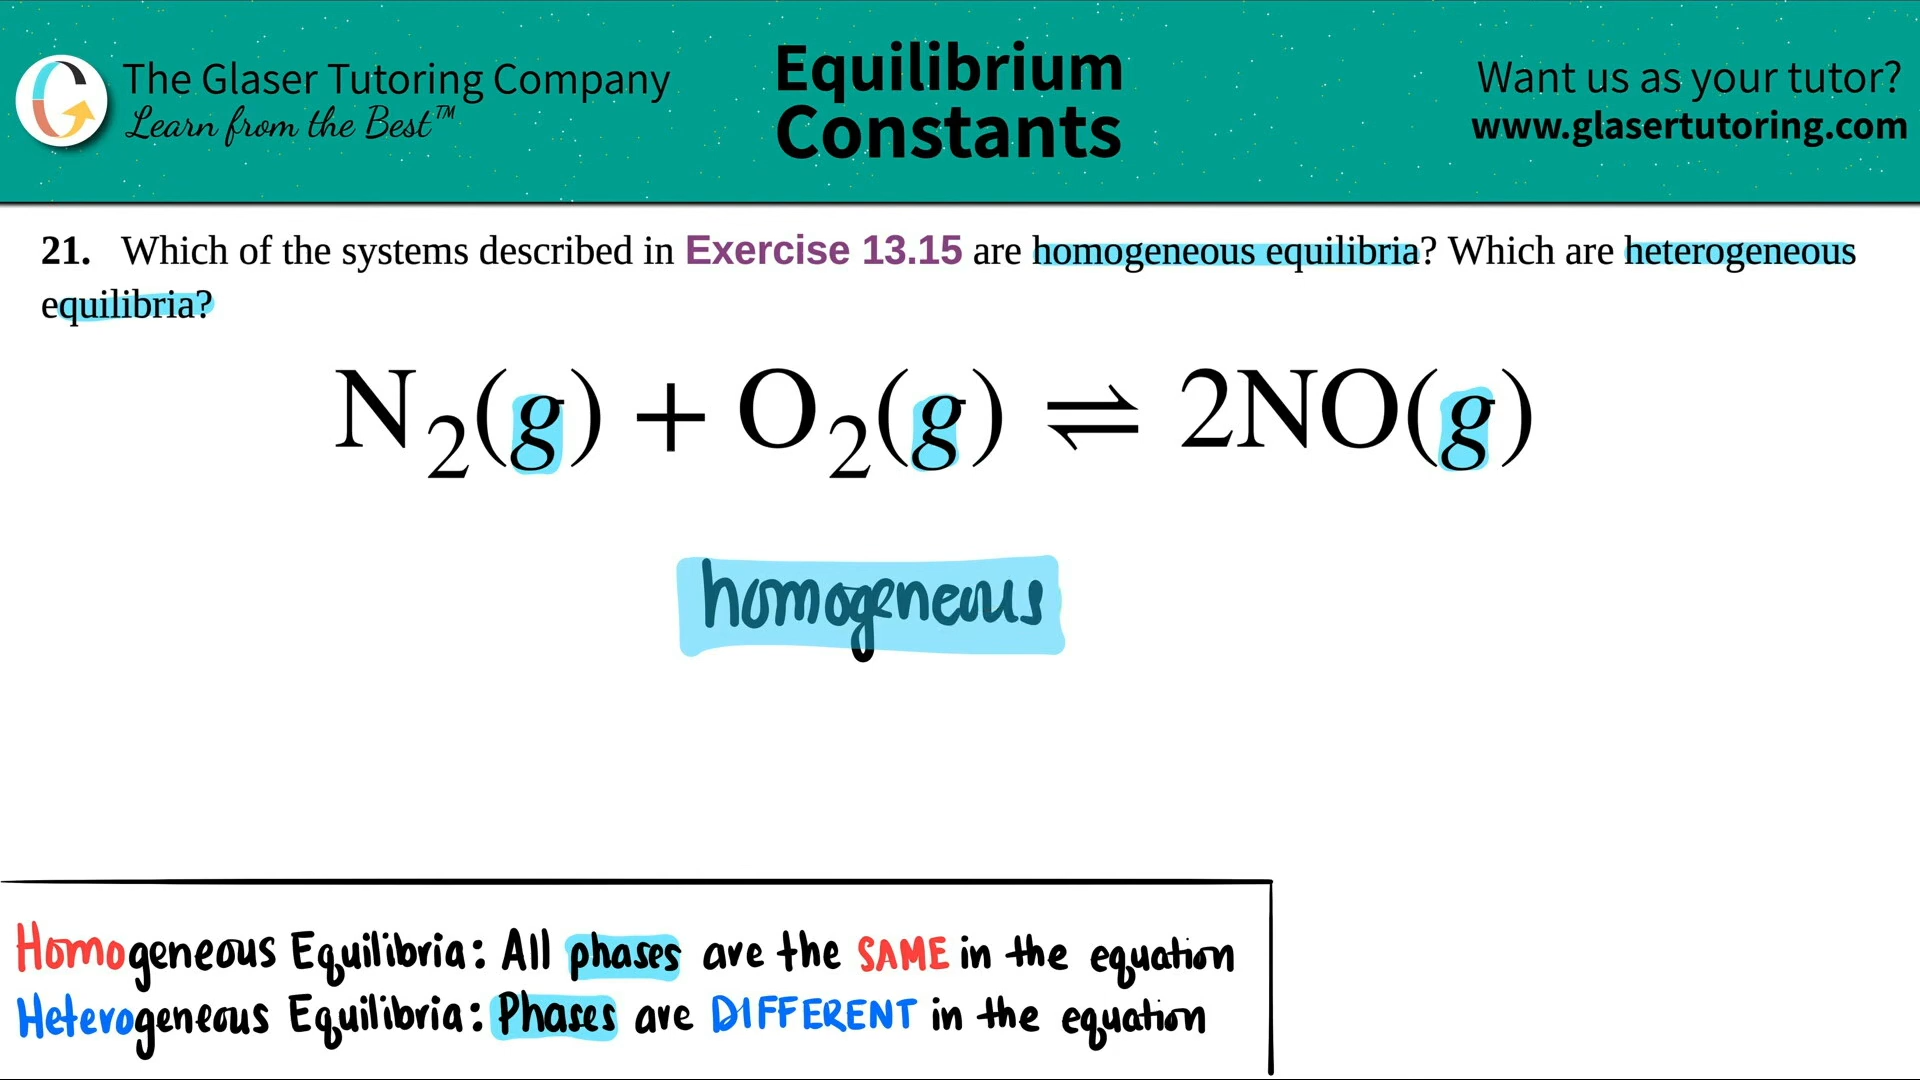 The Glaser Tutoring Company
Learn from the Best™
Equilibrium
Constants
Want us as your tutor?
www.glasertutoring.com
21. Which of the systems described in Exercise 13.15 are homogeneous equilibria? Which are heterogeneous
equilibria?
N₂(g) + O₂(g) ⇌ 2NO(g)
homogeneous
Homogeneous Equilibria: All phases are the SAME in the equation
Heterogeneous Equilibria: Phases are DIFFERENT in the equation